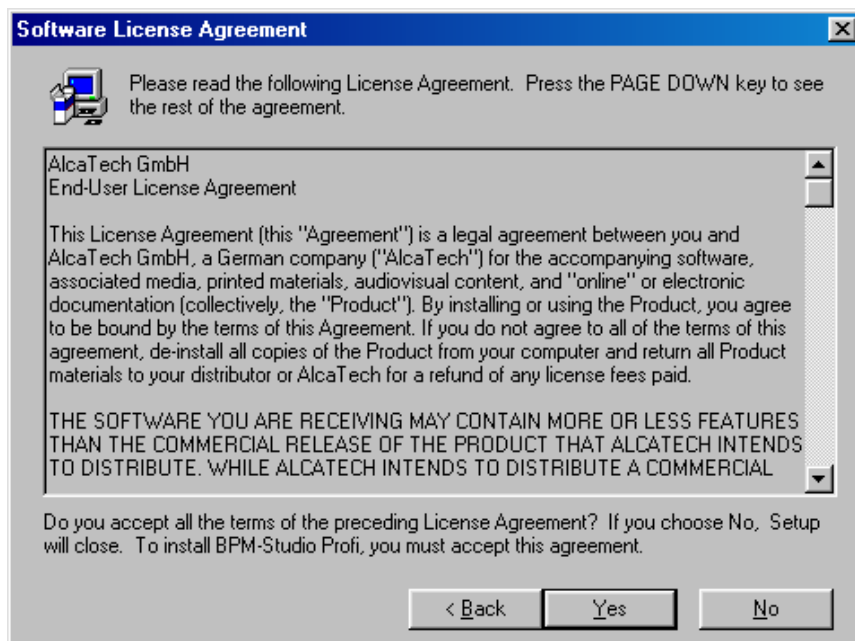 Software License Agreement
Please read the following License Agreement.  Press the PAGE DOWN key to see
the rest of the agreement.
AlcaTech GmbH
End-User License Agreement
This License Agreement (this "Agreement") is a legal agreement between you and
AlcaTech GmbH, a German company ("AlcaTech") for the accompanying software,
associated media, printed materials, audiovisual content, and "online" or electronic
documentation (collectively, the "Product"). By installing or using the Product, you agree
to be bound by the terms of this Agreement. If you do not agree to all of the terms of this
agreement, de-install all copies of the Product from your computer and return all Product
materials to your distributor or AlcaTech for a refund of any license fees paid.
THE SOFTWARE YOU ARE RECEIVING MAY CONTAIN MORE OR LESS FEATURES
THAN THE COMMERCIAL RELEASE OF THE PRODUCT THAT ALCATECH INTENDS
TO DISTRIBUTE. WHILE ALCATECH INTENDS TO DISTRIBUTE A COMMERCIAL
Do you accept all the terms of the preceding License Agreement?  If you choose No,  Setup
will close.  To install BPM-Studio Profi, you must accept this agreement.
< Back
Yes
No